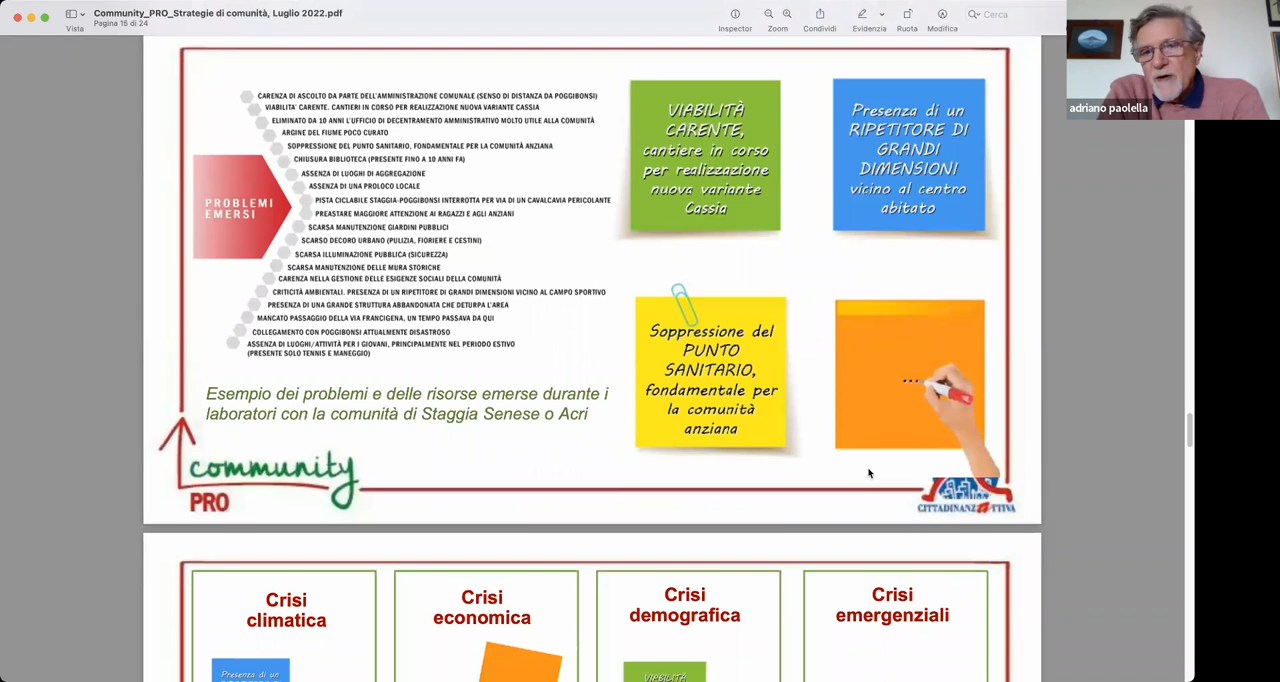 Community_PRO_Strategie di comunità, Luglio 2022.pdf
Pagina 15 di 24
Vista
Inspector
Zoom
Condividi
Evidenzia
Ruota
Modifica
Cerca
adriano paolella
PROBLEMI
EMERSI
CARENZA DI ASCOLTO DA PARTE DELL'AMMINISTRAZIONE COMUNALE (SENSO DI DISTANZA DA POGGIBONSI)
VIABILITA' CARENTE. CANTIERI IN CORSO PER REALIZZAZIONE NUOVA VARIANTE CASSIA
ELIMINATO DA 10 ANNI L'UFFICIO DI DECENTRAMENTO AMMINISTRATIVO MOLTO UTILE ALLA COMUNITÀ
ARGINE DEL FIUME POCO CURATO
SOPPRESSIONE DEL PUNTO SANITARIO, FONDAMENTALE PER LA COMUNITÀ ANZIANA
CHIUSURA BIBLIOTECA (PRESENTE FINO A 10 ANNI FA)
ASSENZA DI LUOGHI DI AGGREGAZIONE
ASSENZA DI UNA PROLOCO LOCALE
PISTA CICLABILE STAGGIA-POGGIBONSI INTERROTTA PER VIA DI UN CAVALCAVIA PERICOLANTE
PREASTARE MAGGIORE ATTENZIONE AI RAGAZZI E AGLI ANZIANI
SCARSA MANUTENZIONE GIARDINI PUBBLICI
SCARSO DECORO URBANO (PULIZIA, FIORIERE E CESTINI)
SCARSA ILLUMINAZIONE PUBBLICA (SICUREZZA)
SCARSA MANUTENZIONE DELLE MURA STORICHE
CARENZA NELLA GESTIONE DELLE ESIGENZE SOCIALI DELLA COMUNITÀ
CRITICITÀ AMBIENTALI. PRESENZA DI UN RIPETITORE DI GRANDI DIMENSIONI VICINO AL CAMPO SPORTIVO
PRESENZA DI UNA GRANDE STRUTTURA ABBANDONATA CHE DETURPA L'AREA
MANCATO PASSAGGIO DELLA VIA FRANCIGENA, UN TEMPO PASSAVA DA QUI
COLLEGAMENTO CON POGGIBONSI ATTUALMENTE DISASTROSO
ASSENZA DI LUOGHI/ATTIVITÀ PER I GIOVANI, PRINCIPALMENTE NEL PERIODO ESTIVO
(PRESENTE SOLO TENNIS E MANEGGIO)
Esempio dei problemi e delle risorse emerse durante i
laboratori con la comunità di Staggia Senese o Acri
VIABILITÀ
CARENTE,
cantiere in corso
per realizzazione
nuova variante
Cassia
Presenza di un
RIPETITORE DI
GRANDI
DIMENSIONI
vicino al centro
abitato
Soppressione del
PUNTO
SANITARIO,
fondamentale per
la comunità
anziana
...
community
PRO
CITTADINANZATTIVA
Crisi
climatica
Crisi
economica
Crisi
demografica
Crisi
emergenziali
Presenza di un
VIABILITÀ